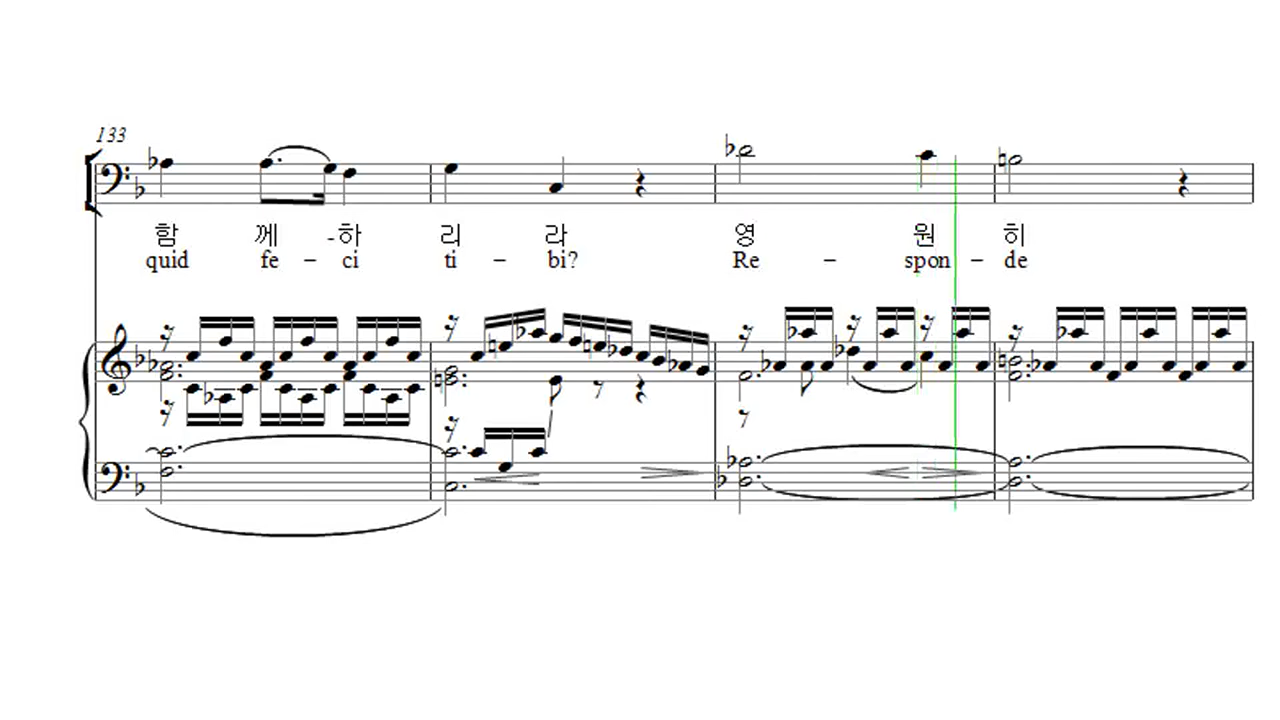 133
함 께 -하 리 라 영 원 히
quid fe – ci ti – bi? Re – spon – de